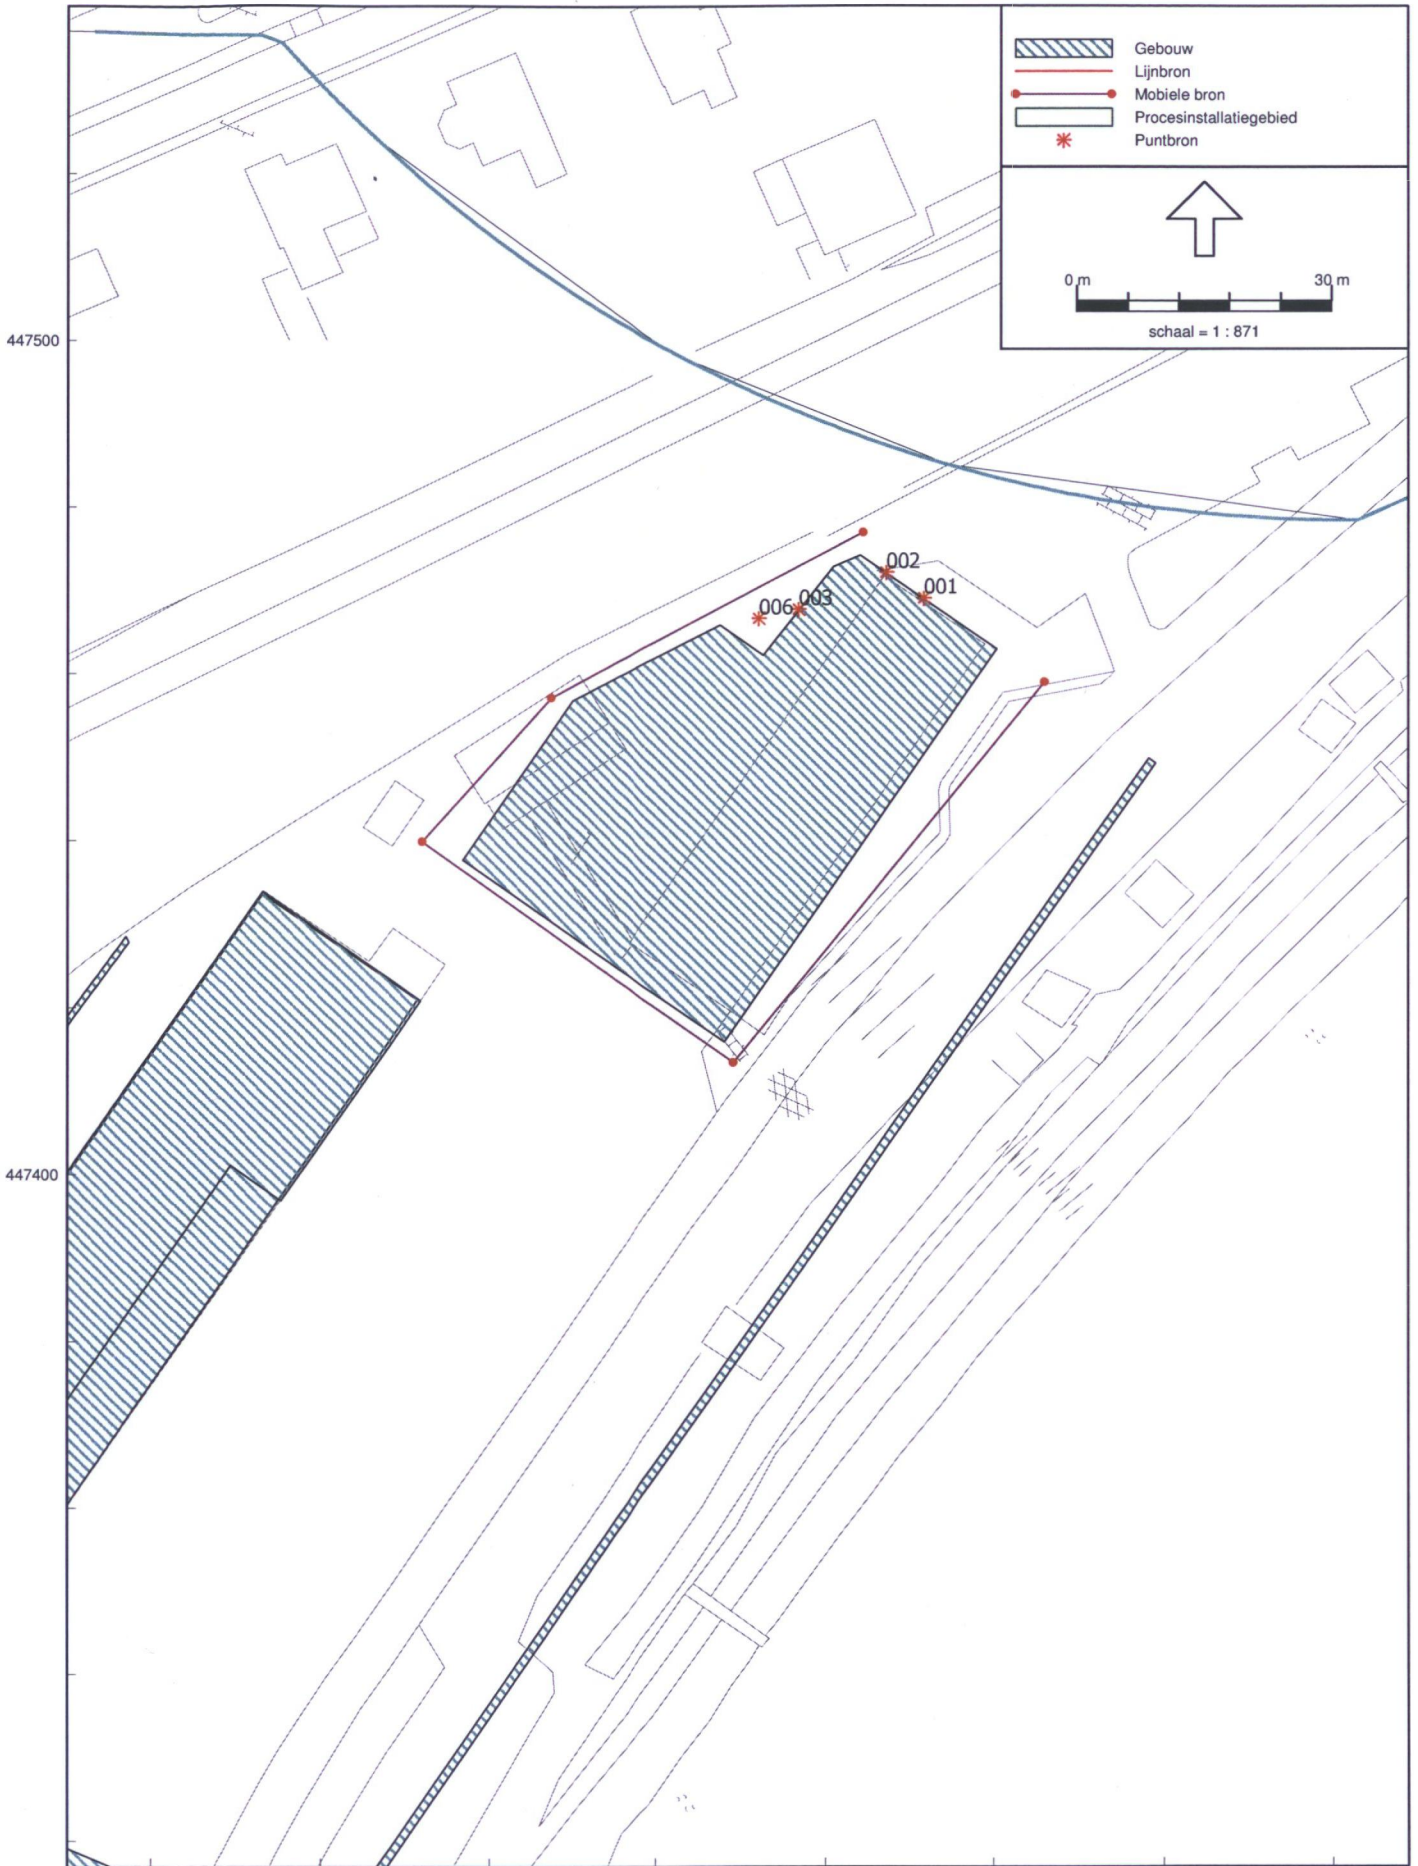 Gebouw
Lijnbron
Mobiele bron
Procesinstallatiegebied
Puntbron
0 m 30 m
schaal = 1 : 871
447500
002
001
003
006
447400